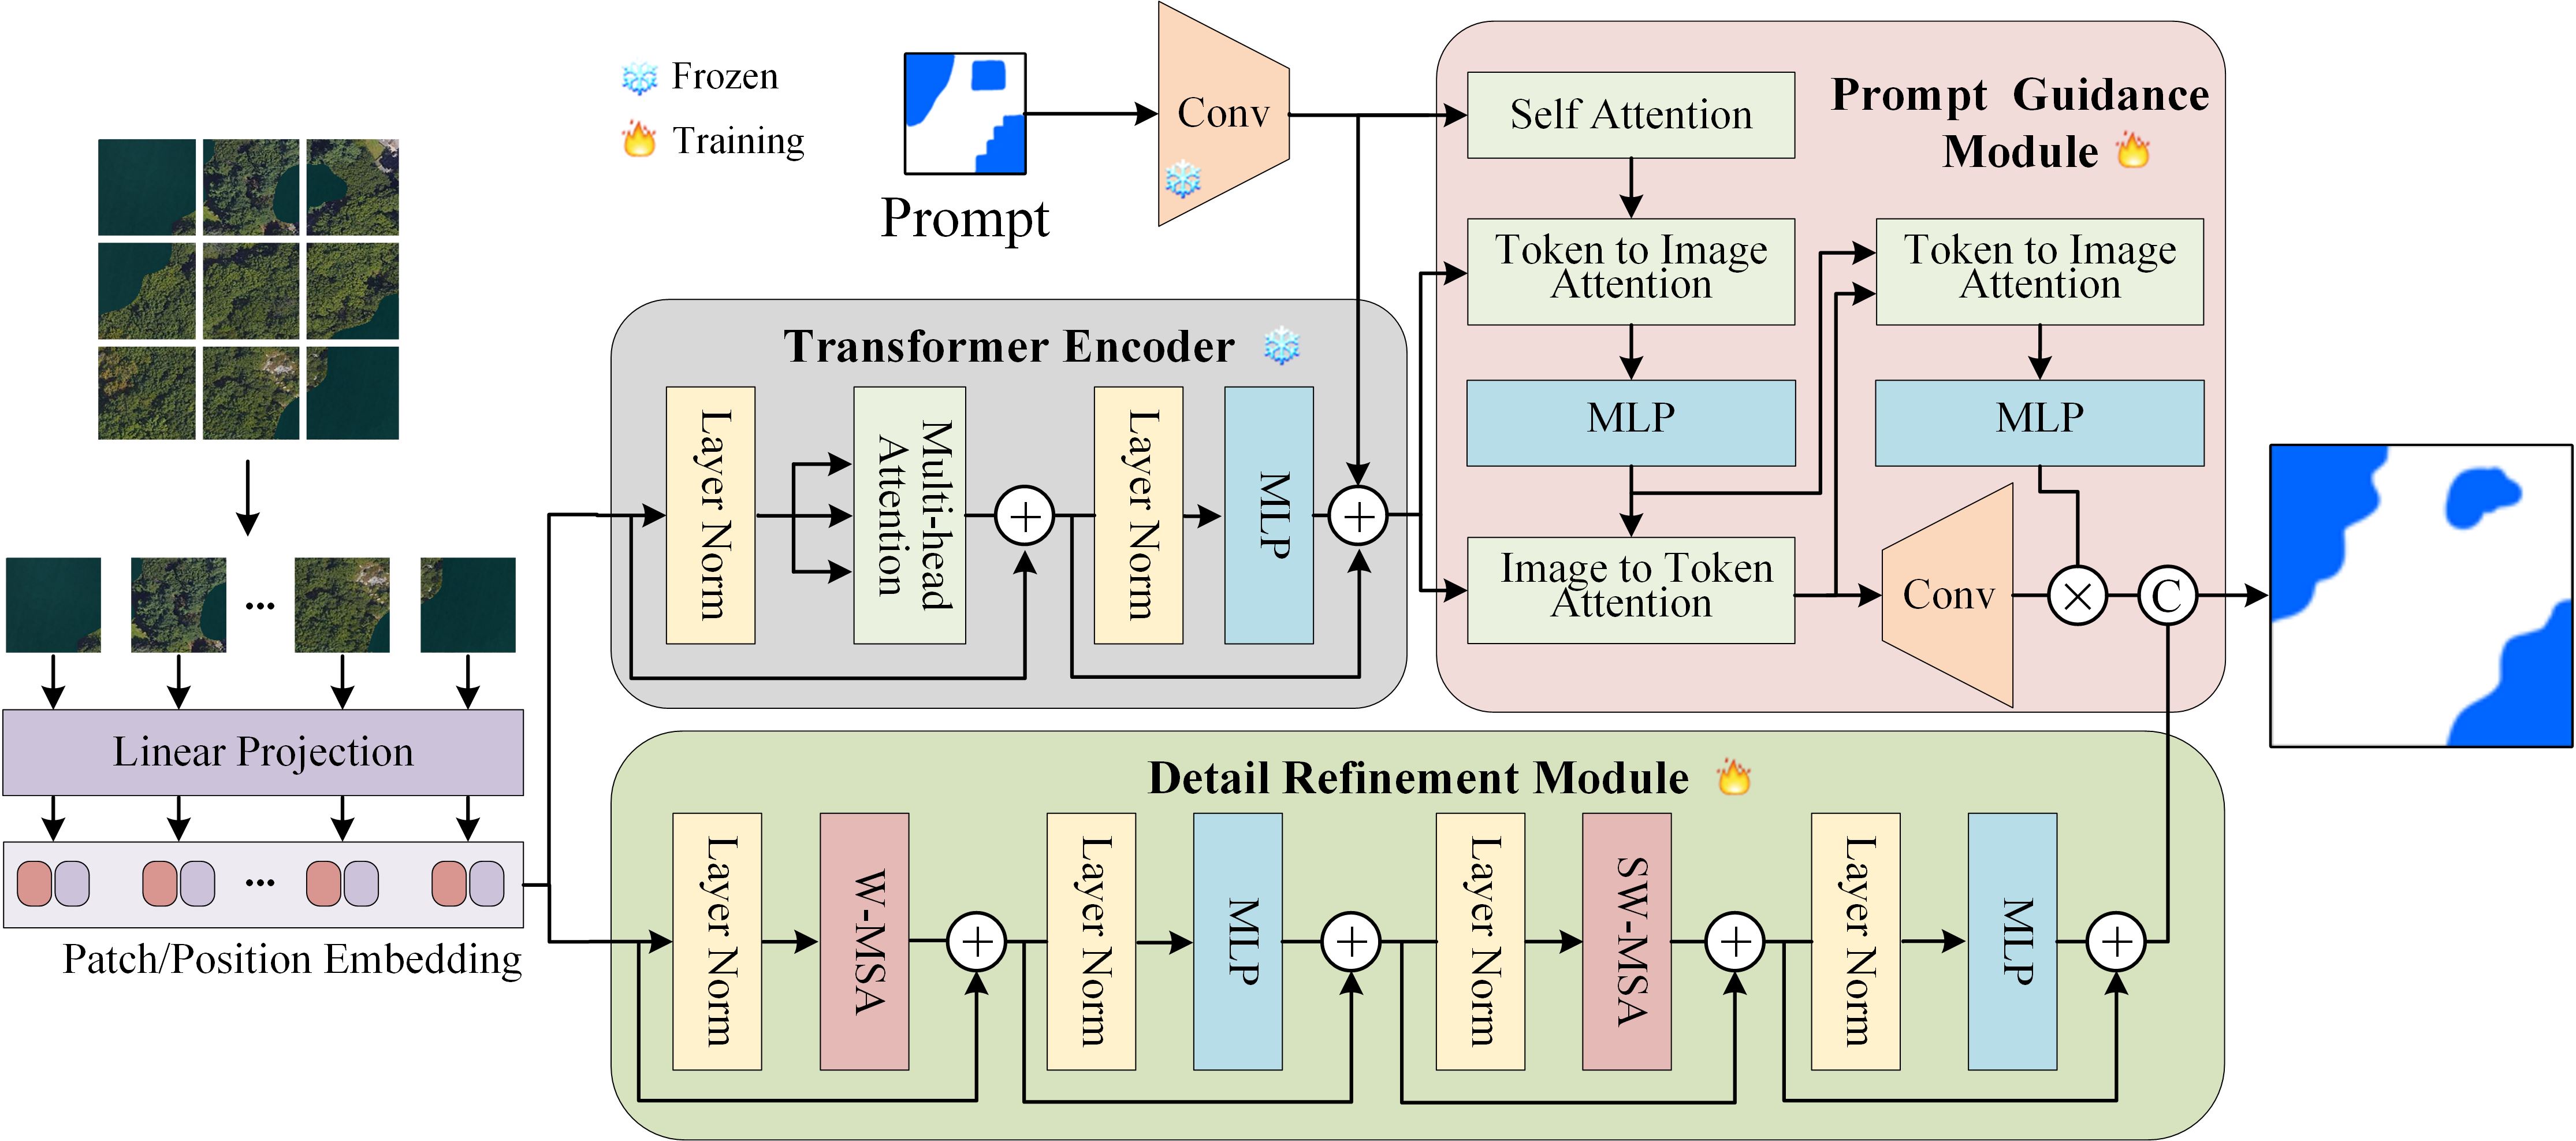 Frozen
Training
Prompt
Conv
Prompt Guidance
Module
Self Attention
Token to Image
Attention
MLP
Image to Token
Attention
Token to Image
Attention
MLP
Conv
×
C
Transformer Encoder
Layer Norm
Multi-head
Attention
+
Layer Norm
MLP
+
...
Linear Projection
...
Patch/Position Embedding
Detail Refinement Module
Layer Norm
W-MSA
+
Layer Norm
MLP
+
Layer Norm
SW-MSA
+
Layer Norm
MLP
+